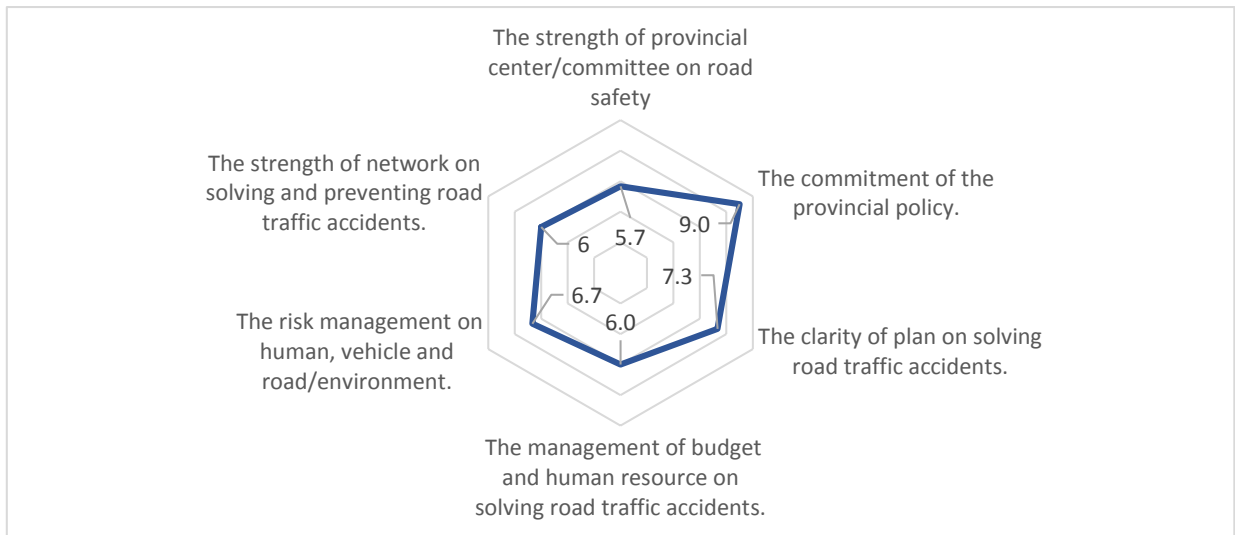 The strength of provincial
center/committee on road
safety
The commitment of the
provincial policy.
The clarity of plan on solving
road traffic accidents.
The management of budget
and human resource on
solving road traffic accidents.
The risk management on
human, vehicle and
road/environment.
The strength of network on
solving and preventing road
traffic accidents.
5.7
9.0
7.3
6.0
6.7
6